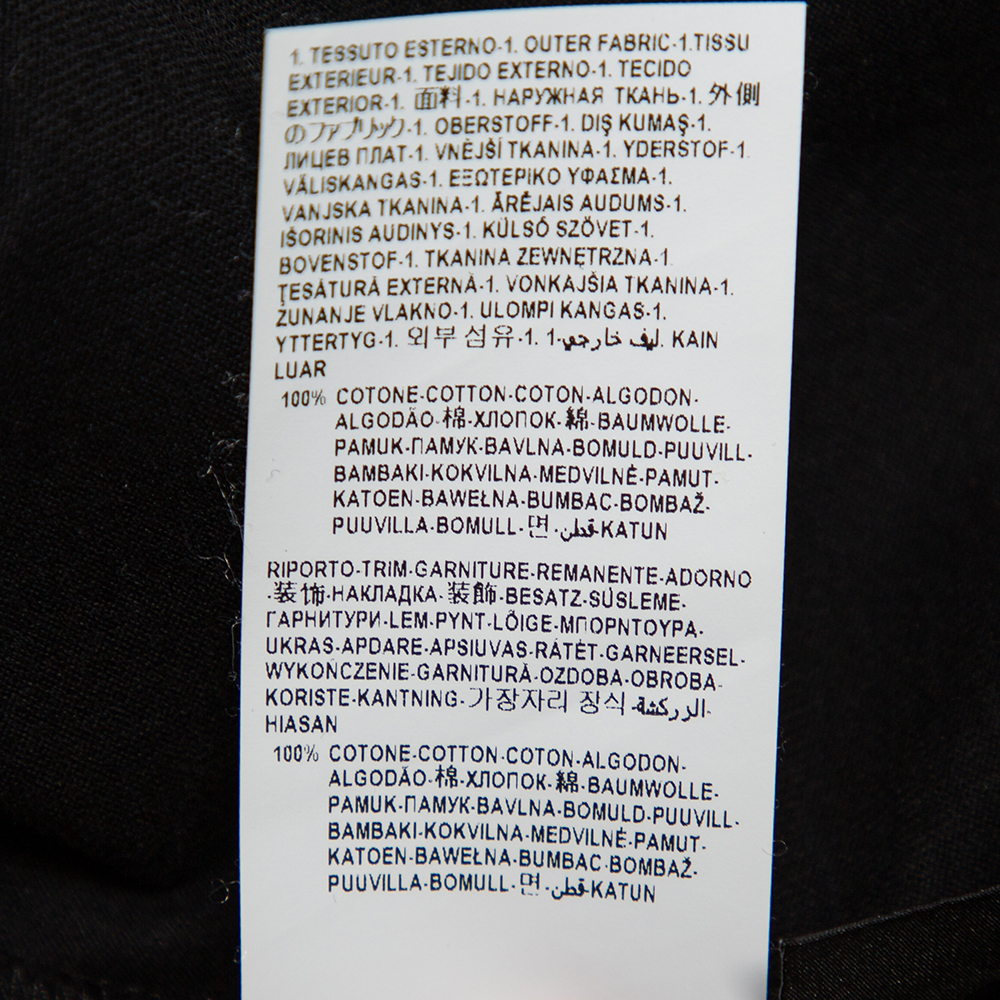 1. TESSUTO ESTERNO-1. OUTER FABRIC-1.TISSU
EXTERIEUR-1. TEJIDO EXTERNO-1. TECIDO
EXTERIOR-1. 面料-1. НАРУЖНАЯ ТКАНЬ-1. 外側
のファブリック-1. OBERSTOFF-1. DIŞ KUMAŞ-1.
ЛИЦЕВ ПЛАТ-1. VNĚJŠÍ TKANINA-1. YDERSTOF-1.
VÄLISKANGAS-1. ΕΞΩΤΕΡΙΚΟ ΥΦΑΣΜΑ-1.
VANJSKA TKANINA-1. ĀRĒJAIS AUDUMS-1.
IŠORINIS AUDINYS-1. KÜLSŐ SZÖVET-1.
BOVENSTOF-1. TKANINA ZEWNĘTRZNA-1.
ŢESĂTURĂ EXTERNĂ-1. VONKAJŠIA TKANINA-1.
ZUNANJE VLAKNO-1. ULOMPI KANGAS-1.
YTTERTYG-1. 외부 섬유-1. 1-ليف خارجي. KAIN
LUAR
100% COTONE-COTTON-COTON-ALGODON-
ALGODÃO-棉-ХЛОПОК-綿-BAUMWOLLE-
PAMUK-ПАМУК-BAVLNA-BOMULD-PUUVILL-
BAMBAKI-KOKVILNA-MEDVILNĖ-PAMUT-
KATOEN-BAWEŁNA-BUMBAC-BOMBAŽ-
PUUVILLA-BOMULL-면-قطن-KATUN
RIPORTO-TRIM-GARNITURE-REMANENTE-ADORNO
-装饰-НАКЛАДКА-装飾-BESATZ-SÜSLEME-
ГАРНИТУРИ-LEM-PYNT-LÕIGE-ΜΠΟΡΝΤΟΥΡΑ-
UKRAS-APDARE-APSIUVAS-RÁTÉT-GARNEERSEL-
WYKOŃCZENIE-GARNITURĂ-OZDOBA-OBROBA-
KORISTE-KANTNING-가장자리 장식-الزركشة-
HIASAN
100% COTONE-COTTON-COTON-ALGODON-
ALGODÃO-棉-ХЛОПОК-綿-BAUMWOLLE-
PAMUK-ПАМУК-BAVLNA-BOMULD-PUUVILL-
BAMBAKI-KOKVILNA-MEDVILNĖ-PAMUT-
KATOEN-BAWEŁNA-BUMBAC-BOMBAŽ-
PUUVILLA-BOMULL-면-قطن-KATUN